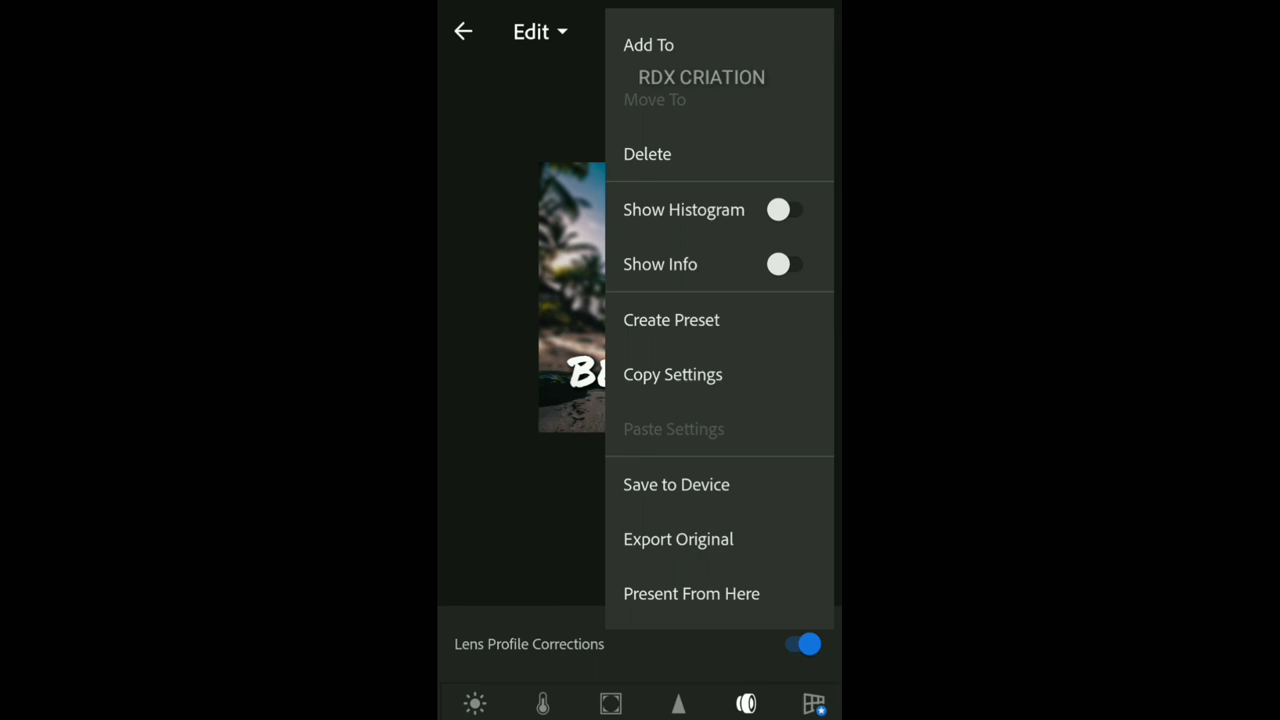 Edit
Add To
RDX CRIATION
Move To
Delete
Show Histogram
Show Info
Create Preset
Copy Settings
Paste Settings
Save to Device
Export Original
Present From Here
Lens Profile Corrections